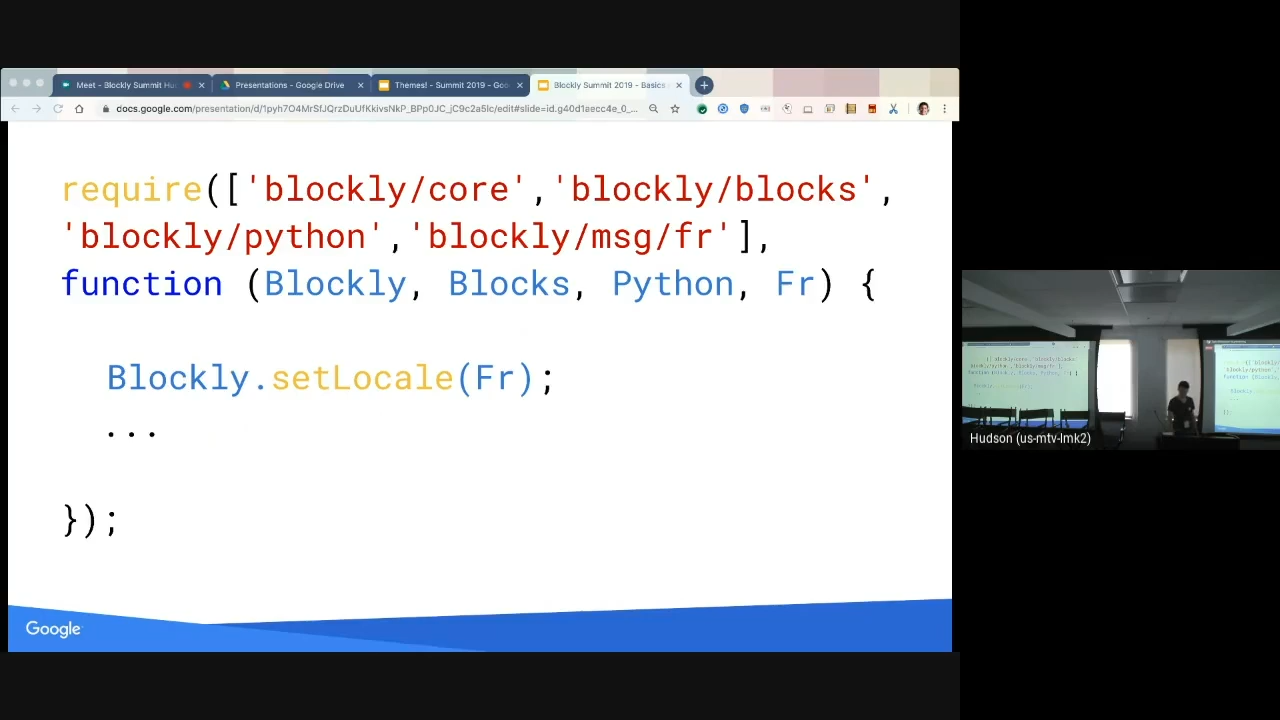 Meet - Blockly Summit Hu
Presentations - Google Drive
Themes! - Summit 2019 - Goo
Blockly Summit 2019 - Basics
docs.google.com/presentation/d/1pyh7O4MrSfJQrzDuUfKkivsNkP_BPp0JC_jC9c2a5lc/edit#slide=id.g40d1aecc4e_0_...
require(['blockly/core','blockly/blocks',
'blockly/python','blockly/msg/fr'],
function (Blockly, Blocks, Python, Fr) {
Blockly.setLocale(Fr);
...
});
Google
Hudson (us-mtv-lmk2)